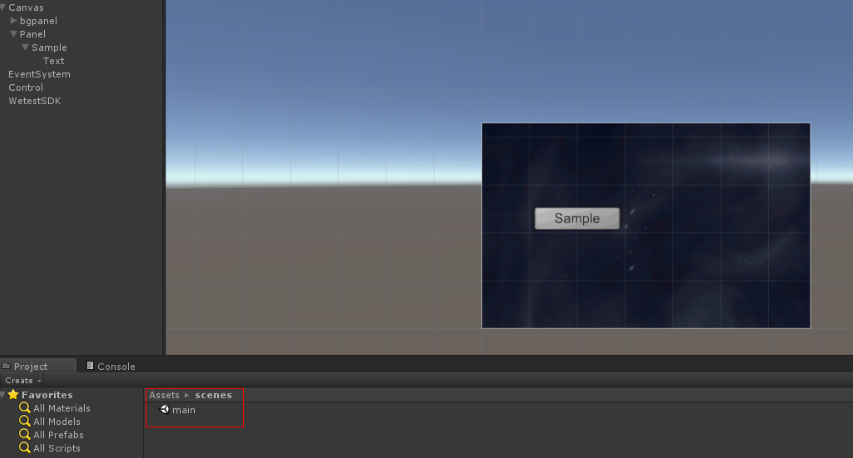 Canvas
bgpanel
Panel
Sample
Text
EventSystem
Control
WetestSDK
Sample
Project
Console
Create
Favorites
All Materials
All Models
All Prefabs
All Scripts
Assets ▸ scenes
main